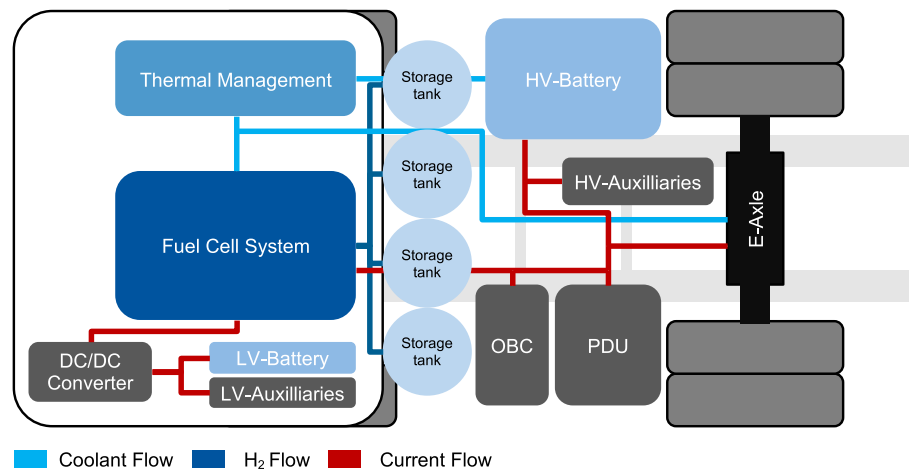 Thermal Management
Storage
tank
HV-Battery
Storage
tank
HV-Auxilliaries
Fuel Cell System
E-Axle
Storage
tank
OBC
PDU
Storage
tank
DC/DC
Converter
LV-Battery
LV-Auxilliaries
Coolant Flow
H₂ Flow
Current Flow